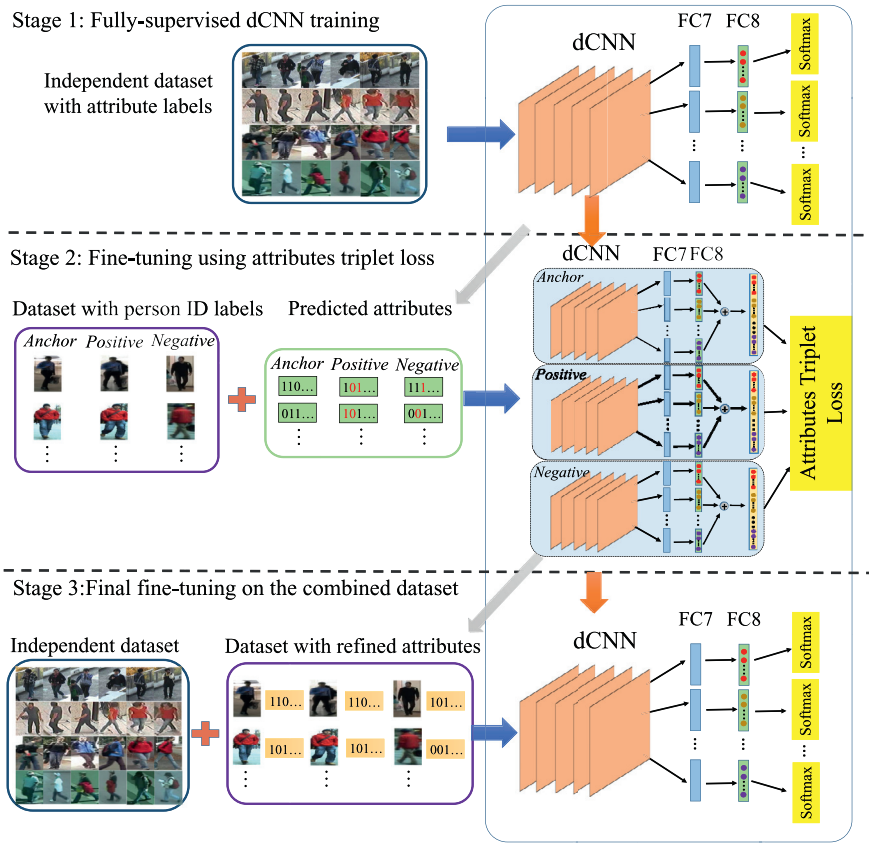 Stage 1: Fully-supervised dCNN training
Independent dataset
with attribute labels
dCNN
FC7
FC8
Softmax
Softmax
...
...
...
Softmax
Stage 2: Fine-tuning using attributes triplet loss
dCNN
FC7
FC8
Dataset with person ID labels
Predicted attributes
Anchor
Positive
Negative
Anchor
Positive
Negative
110...
101...
111...
011...
101...
001...
Anchor
Positive
Negative
Attributes Triplet
Loss
Stage 3:Final fine-tuning on the combined dataset
Independent dataset
Dataset with refined attributes
110...
110...
101...
101...
101...
001...
dCNN
FC7
FC8
Softmax
Softmax
...
...
...
Softmax